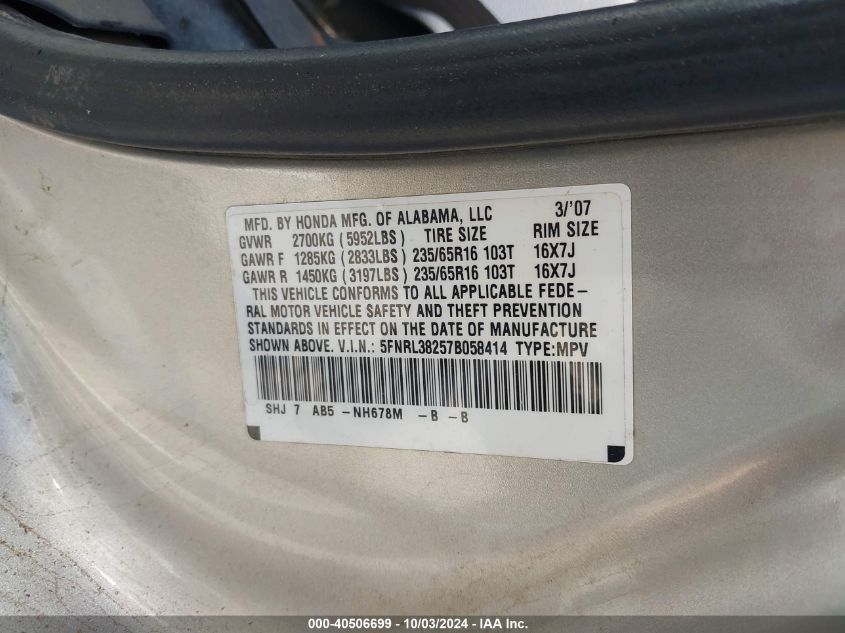 MFD. BY HONDA MFG. OF ALABAMA, LLC 3/'07
GVWR 2700KG (5952LBS) TIRE SIZE RIM SIZE
GAWR F 1285KG (2833LBS) 235/65R16 103T 16X7J
GAWR R 1450KG (3197LBS) 235/65R16 103T 16X7J
THIS VEHICLE CONFORMS TO ALL APPLICABLE FEDE-
RAL MOTOR VEHICLE SAFETY AND THEFT PREVENTION
STANDARDS IN EFFECT ON THE DATE OF MANUFACTURE
SHOWN ABOVE. V.I.N.: 5FNRL38257B058414 TYPE:MPV
SHJ 7 AB5 -NH678M -B -B
000-40506699 - 10/03/2024 - IAA Inc.